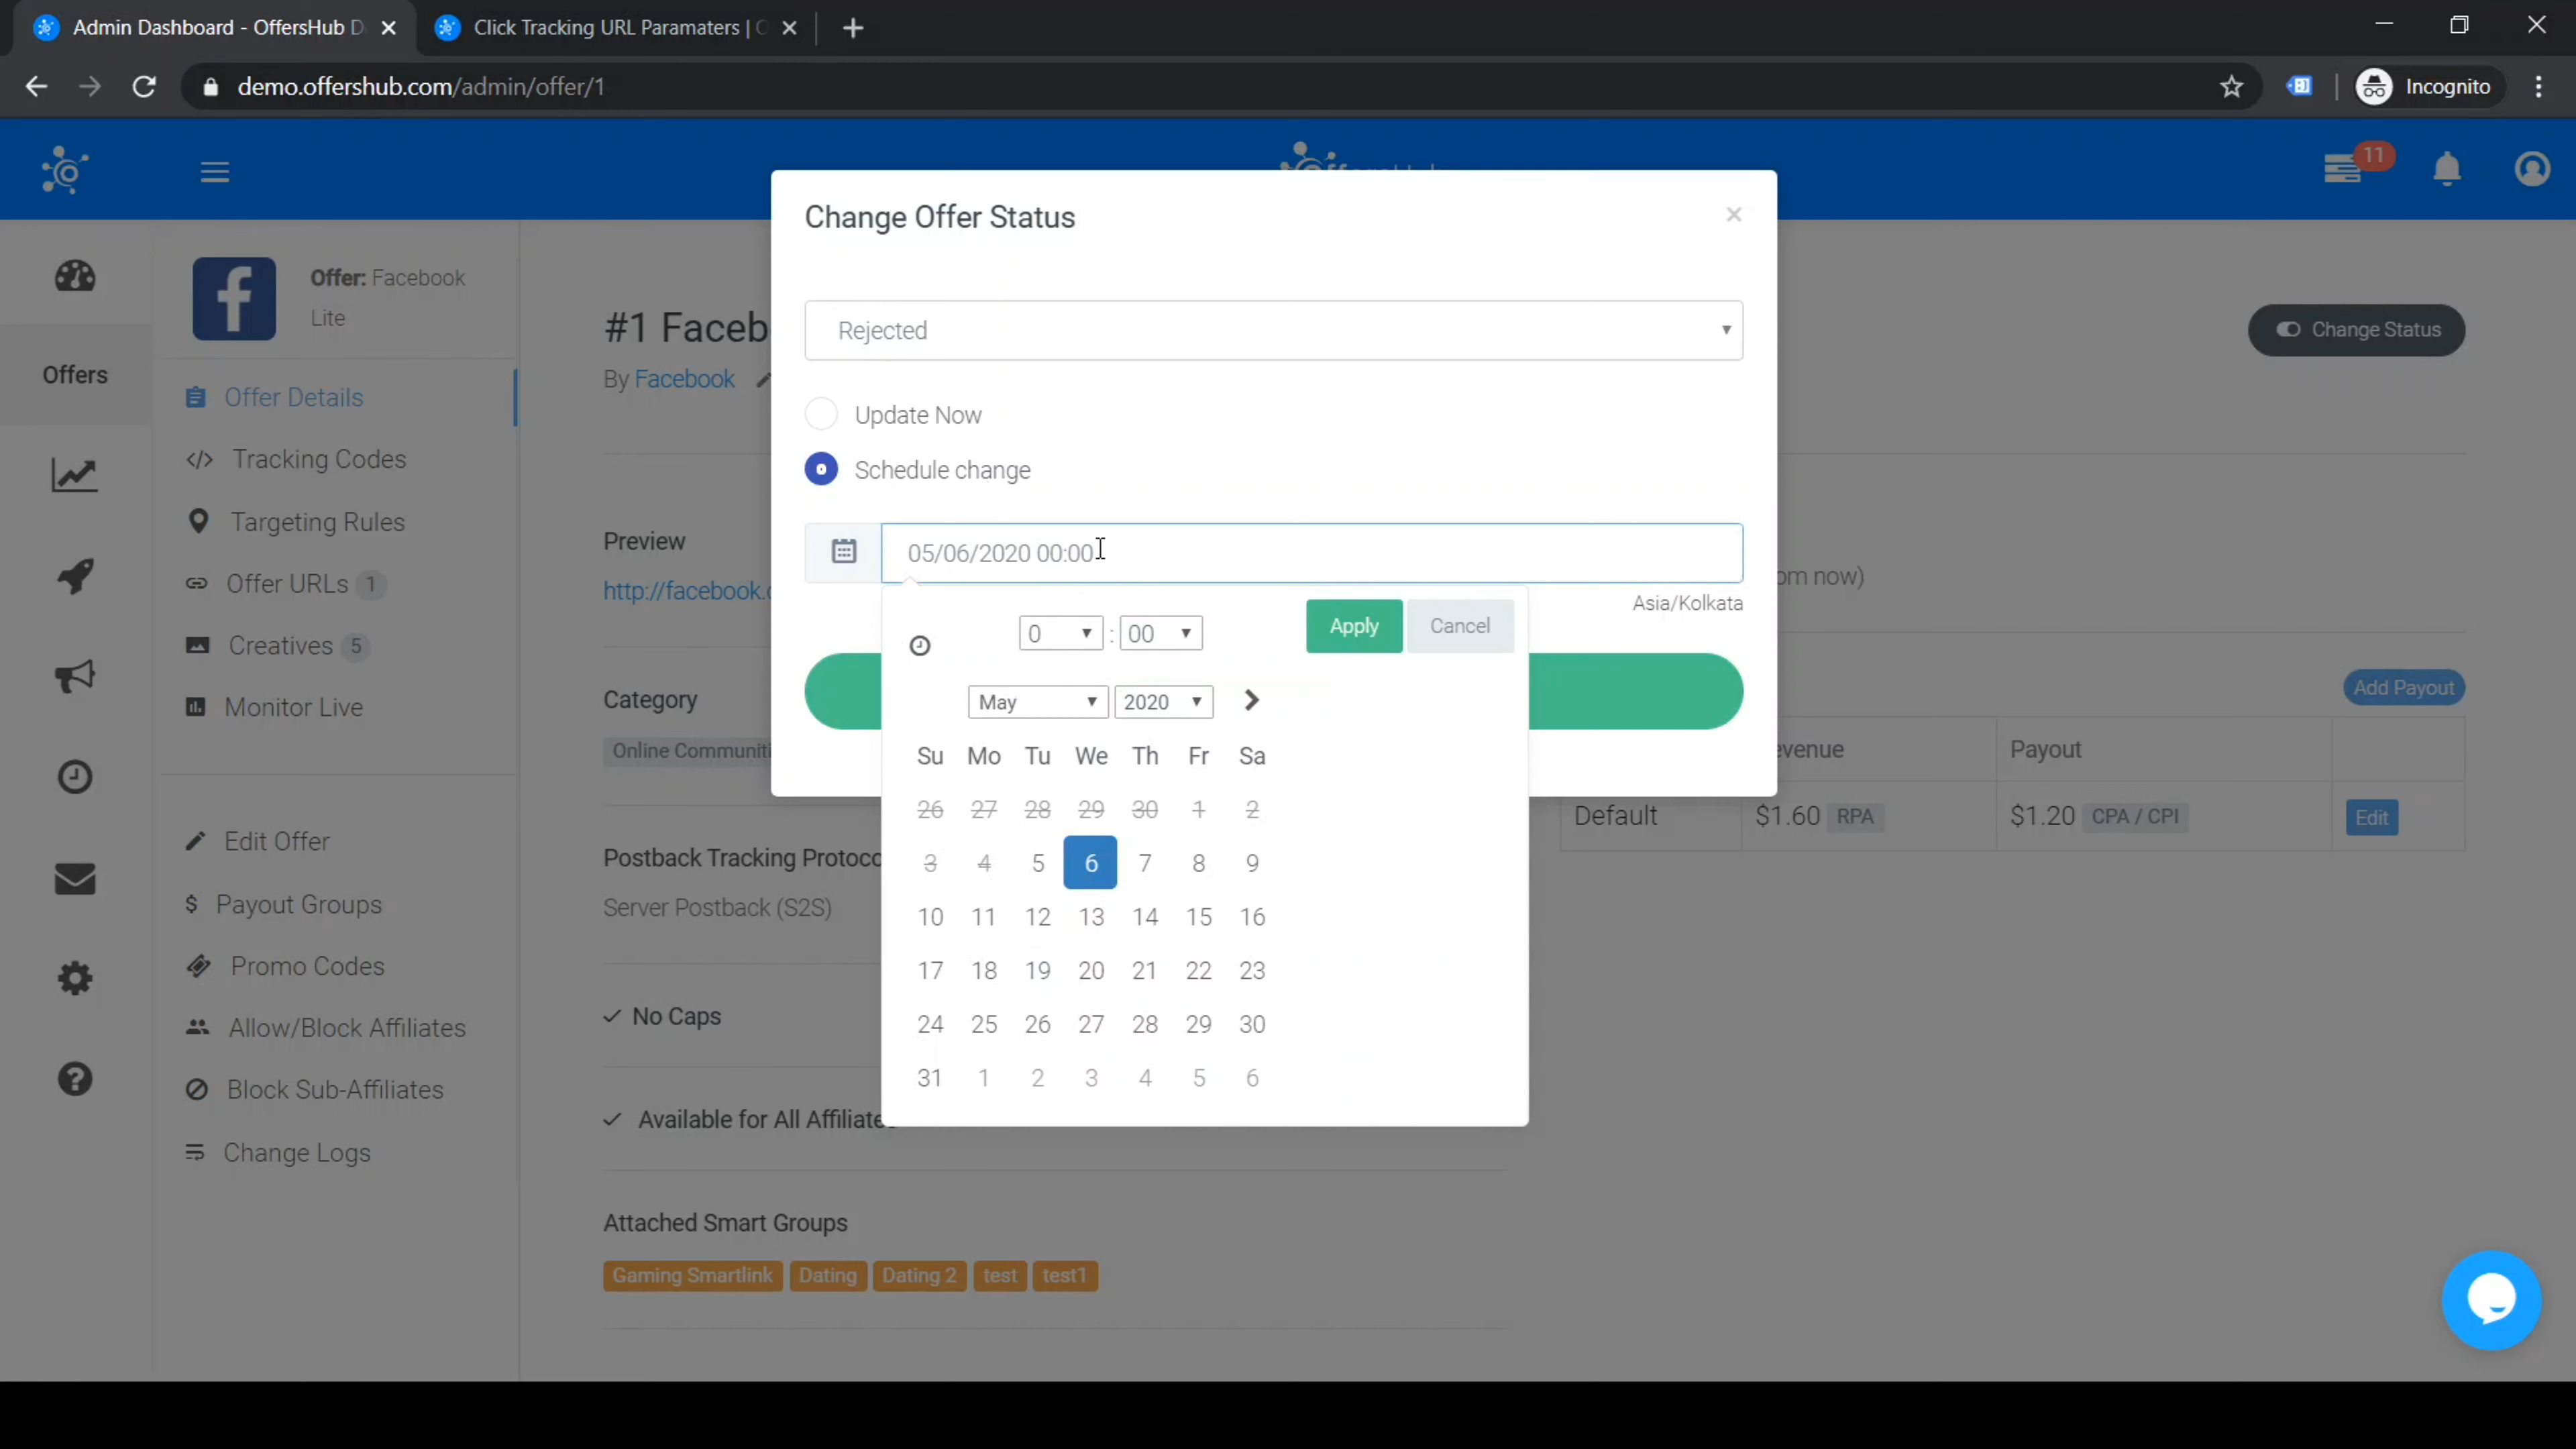 Admin Dashboard - OffersHub D
Click Tracking URL Paramaters |
demo.offershub.com/admin/offer/1
Incognito
11
Offers
Offer: Facebook
Lite
Offer Details
Tracking Codes
Targeting Rules
Offer URLs 1
Creatives 5
Monitor Live
Edit Offer
$ Payout Groups
Promo Codes
Allow/Block Affiliates
Block Sub-Affiliates
Change Logs
#1 Faceb
By Facebook
Change Status
Preview
http://facebook.c
Category
Online Communiti
Postback Tracking Protoco
Server Postback (S2S)
No Caps
Available for All Affiliate
Attached Smart Groups
Gaming Smartlink Dating Dating 2 test test1
Change Offer Status
×
Rejected
Update Now
Schedule change
05/06/2020 00:00
Asia/Kolkata
0 : 00
Apply Cancel
May 2020
Su Mo Tu We Th Fr Sa
26 27 28 29 30 1 2
3 4 5 6 7 8 9
10 11 12 13 14 15 16
17 18 19 20 21 22 23
24 25 26 27 28 29 30
31 1 2 3 4 5 6
om now)
Add Payout
evenue Payout
Default $1.60 RPA $1.20 CPA / CPI Edit